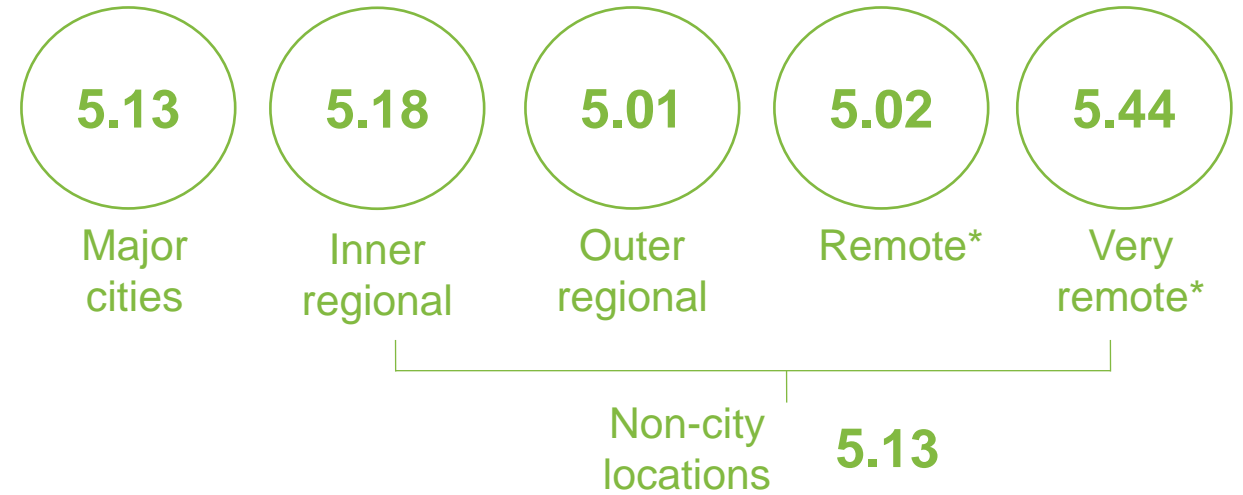 5.13
Major
cities
5.18
Inner
regional
5.01
Outer
regional
5.02
Remote*
5.44
Very
remote*
Non-city
locations
5.13